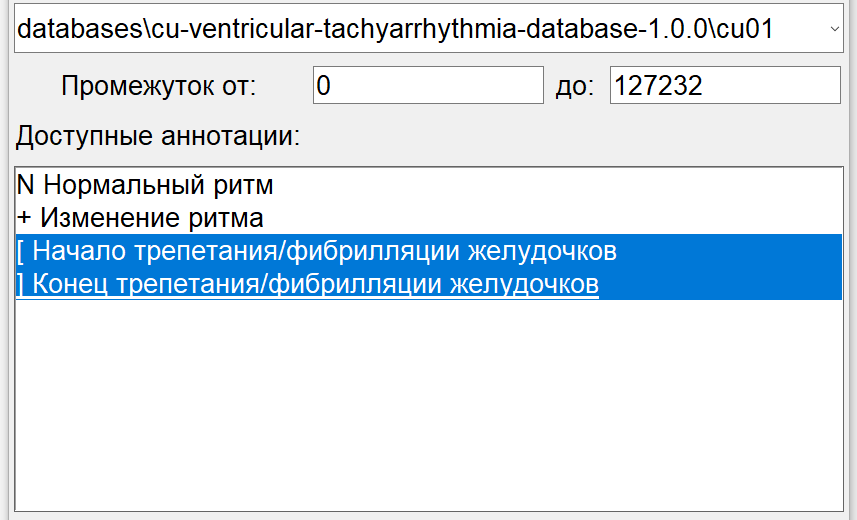 databases\cu-ventricular-tachyarrhythmia-database-1.0.0\cu01
Промежуток от: 0 до: 127232
Доступные аннотации:
N Нормальный ритм
+ Изменение ритма
[ Начало трепетания/фибрилляции желудочков
] Конец трепетания/фибрилляции желудочков